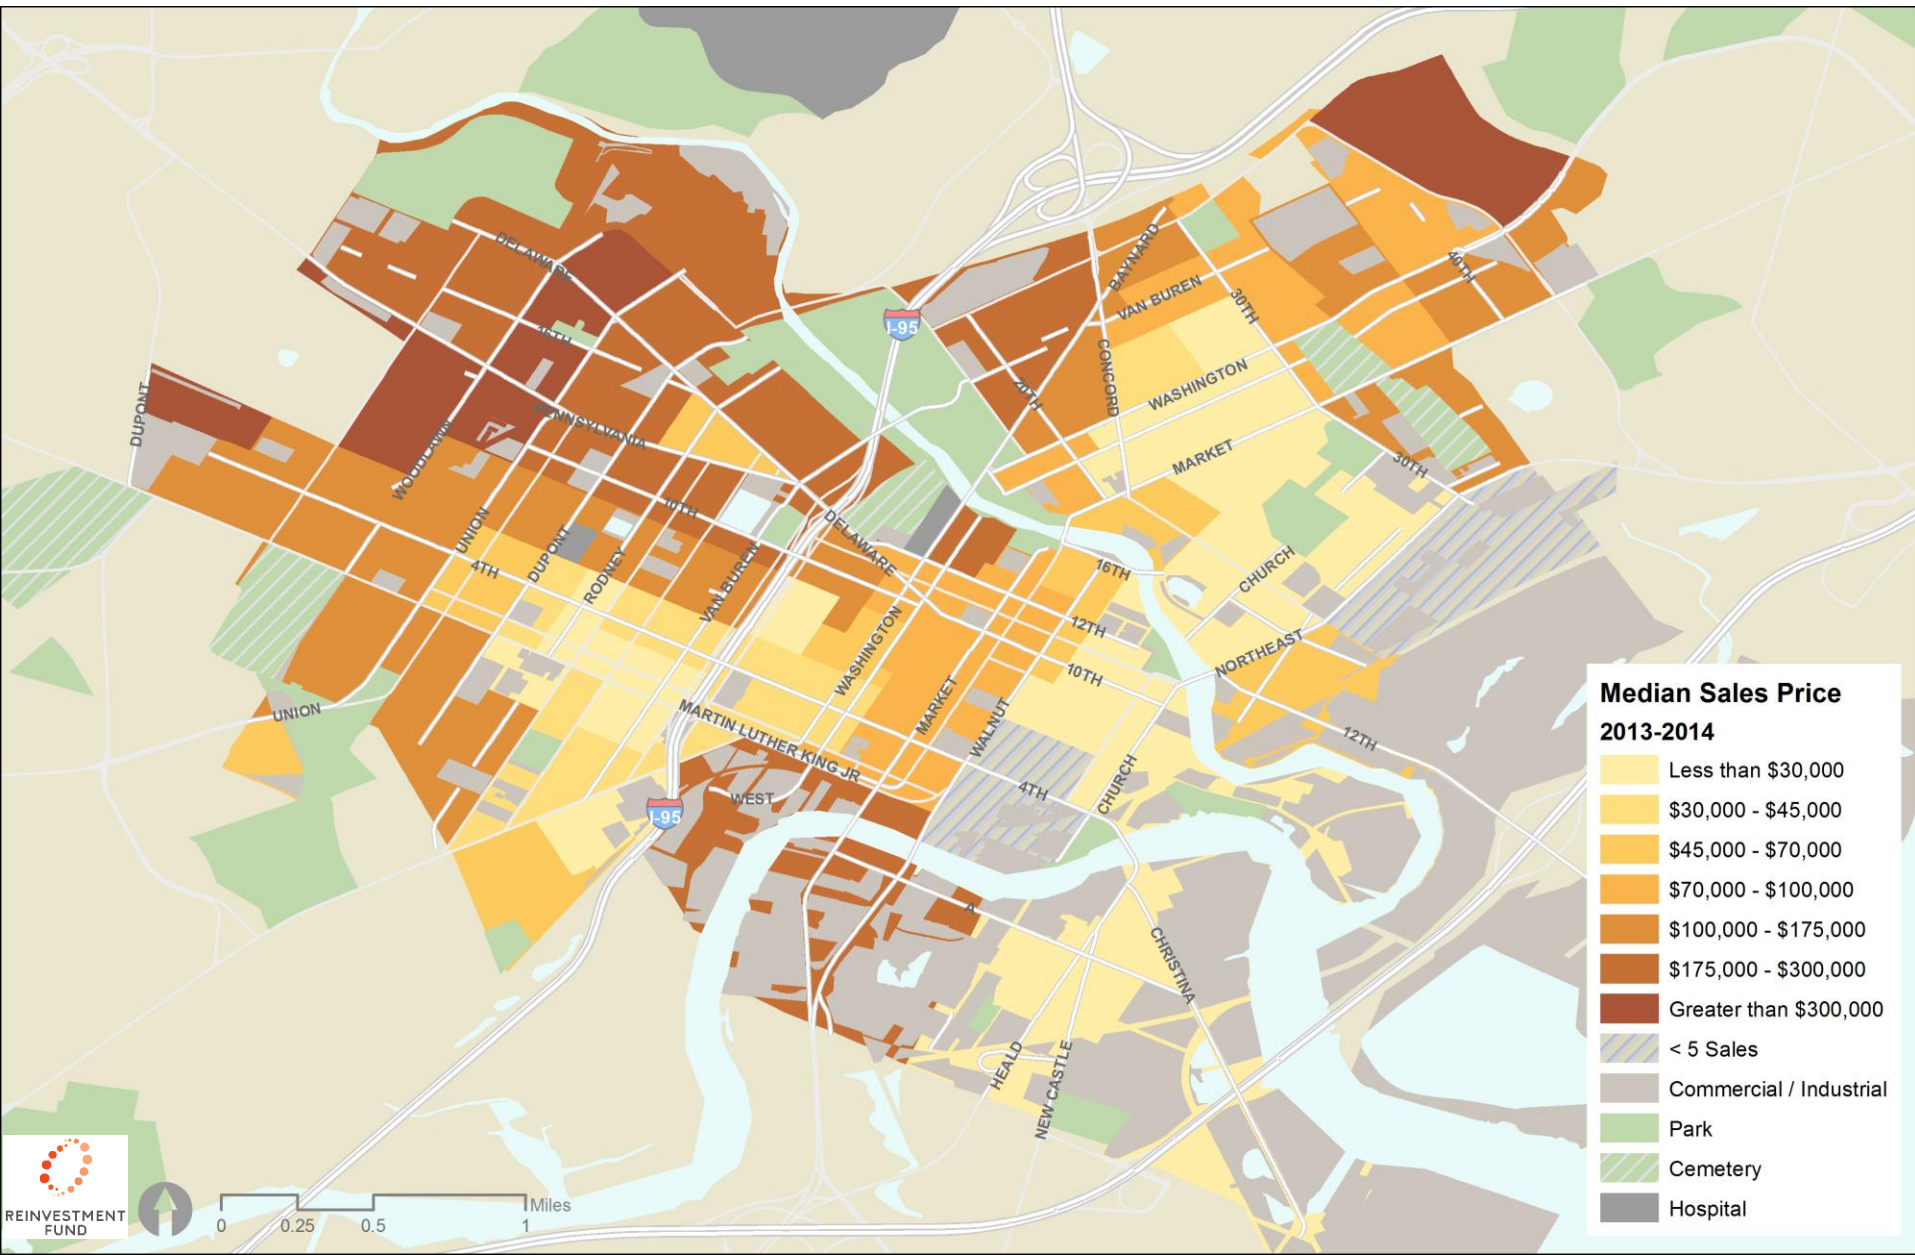 DELAWARE
I-95
BAYNARD
40TH
VAN BUREN
30TH
16TH
DUPONT
CONCORD
20TH
WASHINGTON
PENNSYLVANIA
WOODLAWN
MARKET
30TH
10TH
UNION
DELAWARE
DUPONT
4TH
RODNEY
VAN BUREN
16TH
CHURCH
12TH
WASHINGTON
NORTHEAST
10TH
UNION
MARKET
WALNUT
MARTIN LUTHER KING JR
12TH
4TH
CHURCH
WEST
I-95
A
CHRISTINA
HEALD
NEW CASTLE
Median Sales Price
2013-2014
Less than $30,000
$30,000 - $45,000
$45,000 - $70,000
$70,000 - $100,000
$100,000 - $175,000
$175,000 - $300,000
Greater than $300,000
< 5 Sales
Commercial / Industrial
Park
Cemetery
Hospital
REINVESTMENT
FUND
Miles
0 0.25 0.5 1